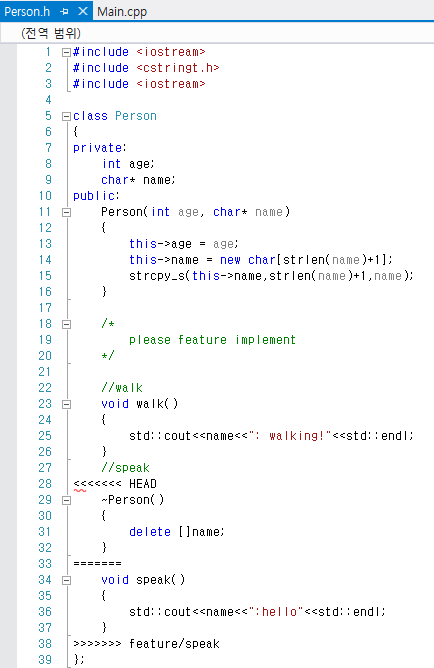 Person.h Main.cpp
(전역 범위)
1 #include <iostream>
2 #include <cstringt.h>
3 #include <iostream>
4
5 class Person
6 {
7 private:
8 int age;
9 char* name;
10 public:
11 Person(int age, char* name)
12 {
13 this->age = age;
14 this->name = new char[strlen(name)+1];
15 strcpy_s(this->name,strlen(name)+1,name);
16 }
17
18 /*
19 please feature implement
20 */
21
22 //walk
23 void walk()
24 {
25 std::cout<<name<<": walking!"<<std::endl;
26 }
27 //speak
28 <<<<<<< HEAD
29 ~Person()
30 {
31 delete []name;
32 }
33 =======
34 void speak()
35 {
36 std::cout<<name<<":hello"<<std::endl;
37 }
38 >>>>>>> feature/speak
39 };